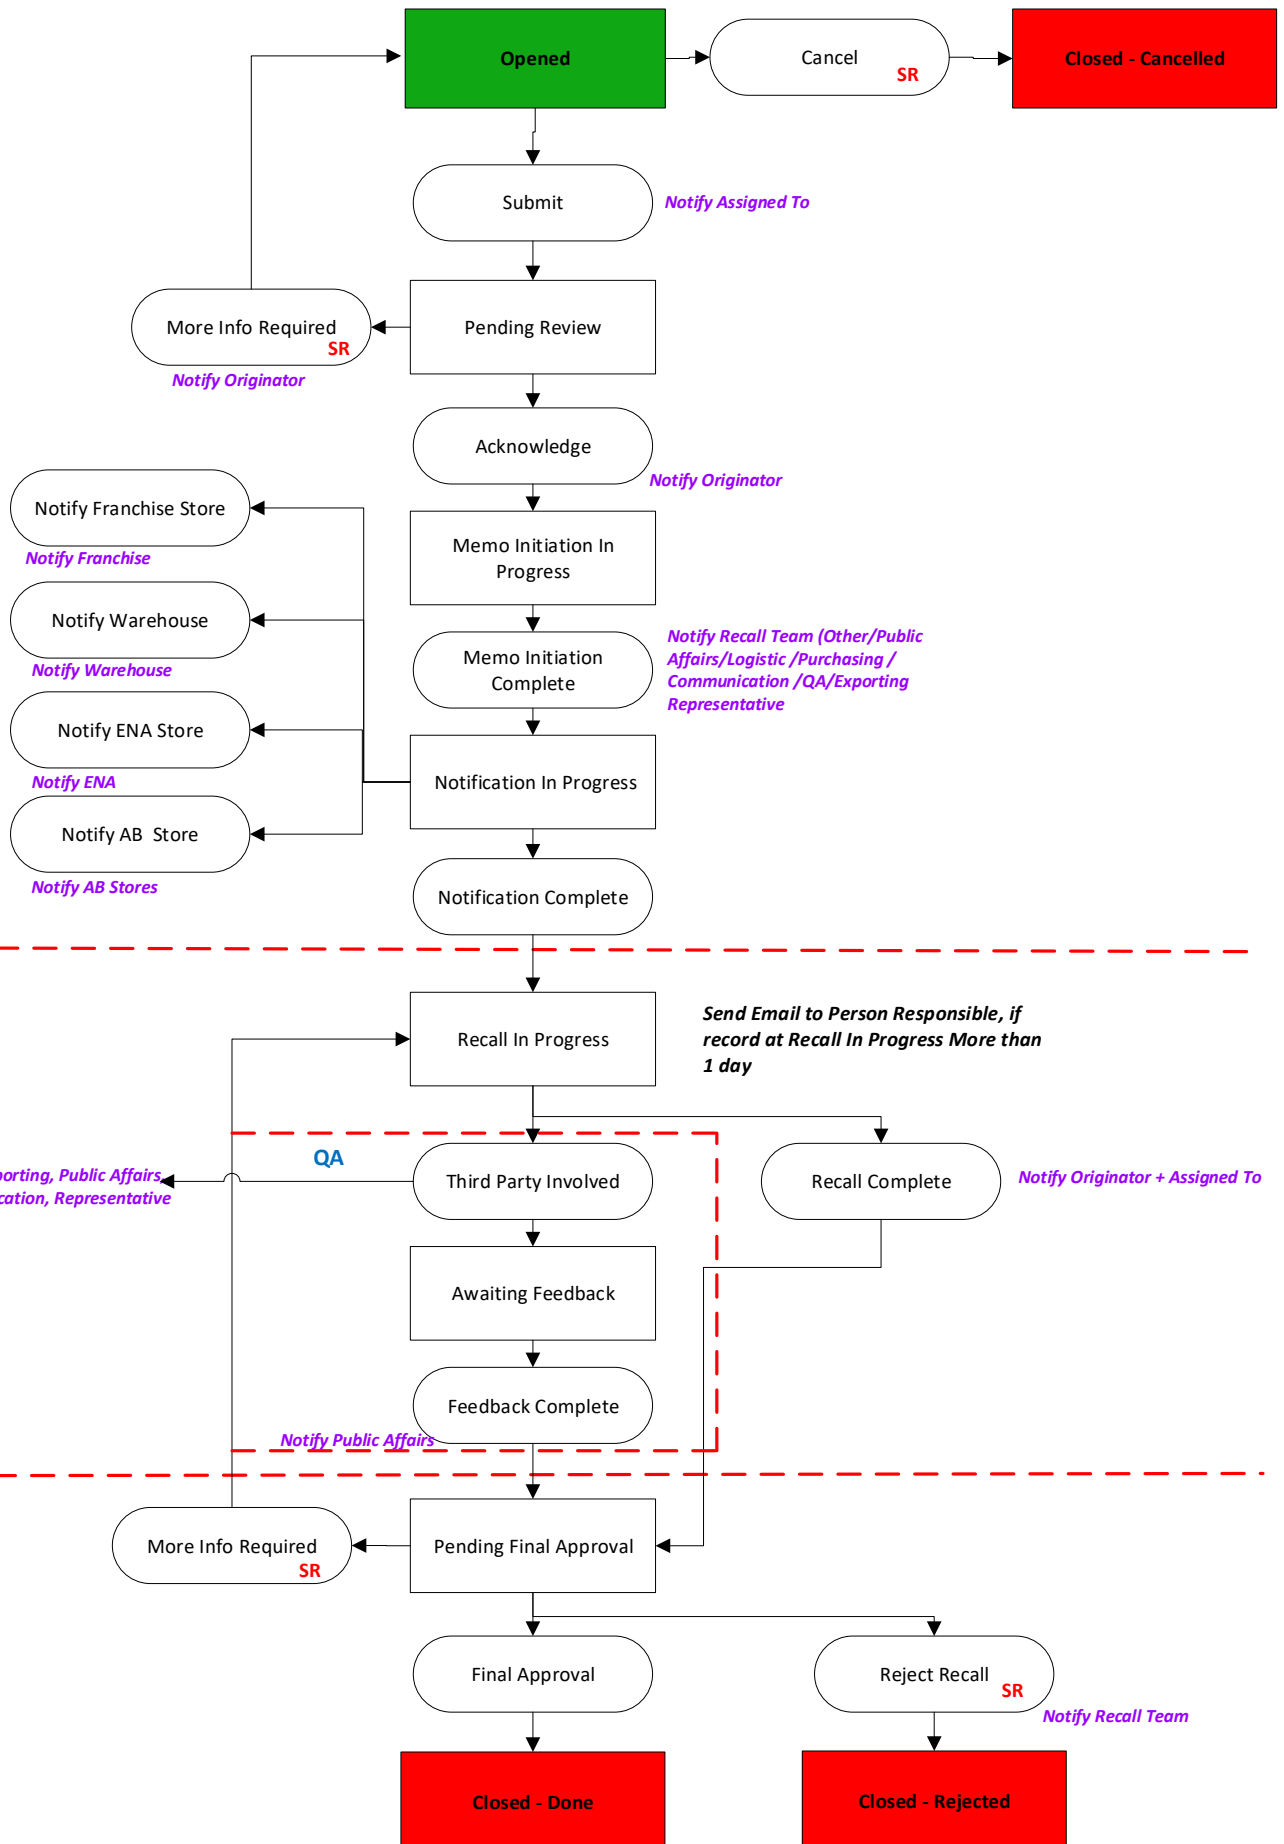 Opened
Cancel
SR
Closed - Cancelled
Submit
Notify Assigned To
More Info Required
SR
Notify Originator
Pending Review
Acknowledge
Notify Originator
Notify Franchise Store
Notify Franchise
Memo Initiation In
Progress
Notify Warehouse
Notify Warehouse
Memo Initiation
Complete
Notify Recall Team (Other/Public
Affairs/Logistic /Purchasing /
Communication /QA/Exporting
Representative
Notify ENA Store
Notify ENA
Notification In Progress
Notify AB  Store
Notify AB Stores
Notification Complete
Recall In Progress
Send Email to Person Responsible, if
record at Recall In Progress More than
1 day
QA
Third Party Involved
Public Affairs,
Representative
Recall Complete
Notify Originator + Assigned To
Awaiting Feedback
Feedback Complete
Notify Public Affairs
More Info Required
SR
Pending Final Approval
Final Approval
Reject Recall
SR
Notify Recall Team
Closed - Done
Closed - Rejected